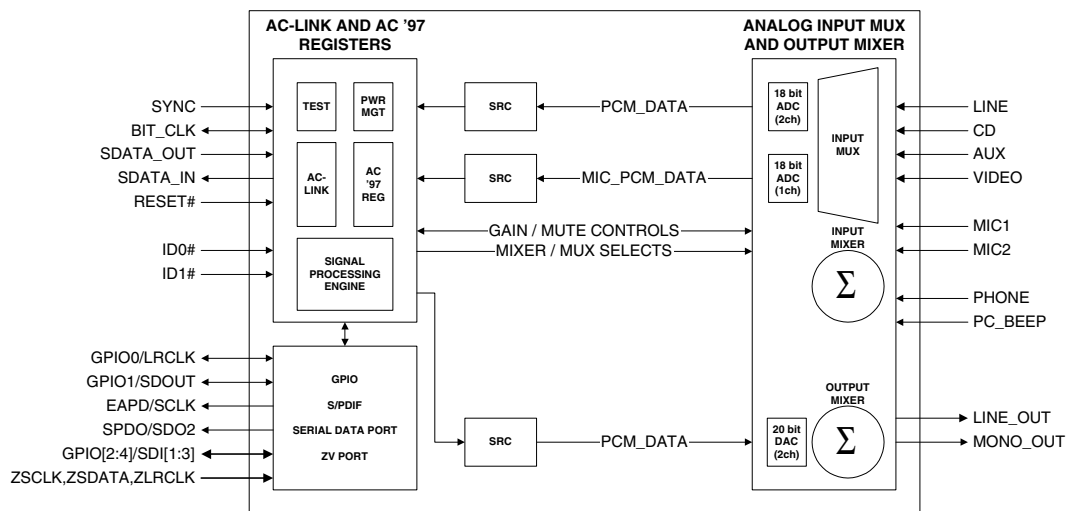 AC-LINK AND AC '97
REGISTERS
ANALOG INPUT MUX
AND OUTPUT MIXER
SYNC
BIT_CLK
SDATA_OUT
SDATA_IN
RESET#
ID0#
ID1#
GPIO0/LRCLK
GPIO1/SDOUT
EAPD/SCLK
SPDO/SDO2
GPIO[2:4]/SDI[1:3]
ZSCLK,ZSDATA,ZLRCLK
TEST
PWR
MGT
AC-
LINK
AC
'97
REG
SIGNAL
PROCESSING
ENGINE
GPIO
S/PDIF
SERIAL DATA PORT
ZV PORT
SRC
PCM_DATA
SRC
MIC_PCM_DATA
GAIN / MUTE CONTROLS
MIXER / MUX SELECTS
SRC
PCM_DATA
18 bit
ADC
(2ch)
18 bit
ADC
(1ch)
INPUT
MUX
INPUT
MIXER
Σ
OUTPUT
MIXER
20 bit
DAC
(2ch)
Σ
LINE
CD
AUX
VIDEO
MIC1
MIC2
PHONE
PC_BEEP
LINE_OUT
MONO_OUT